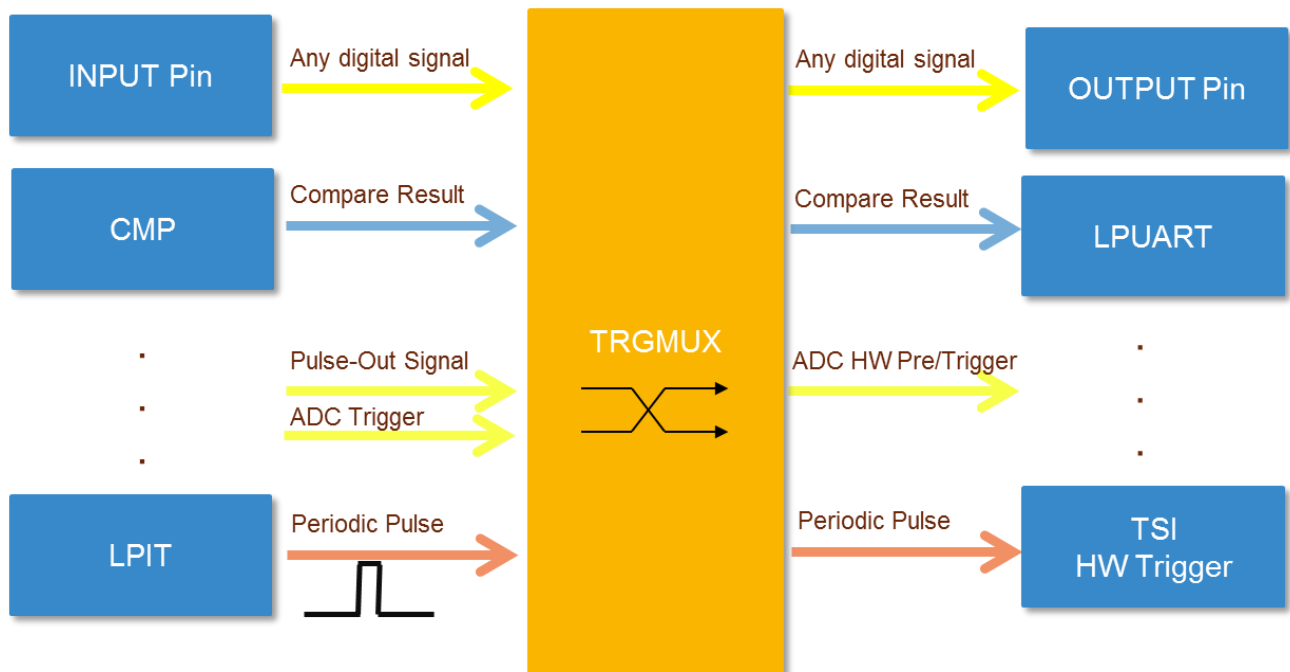 INPUT Pin
Any digital signal
Any digital signal
OUTPUT Pin
CMP
Compare Result
Compare Result
LPUART
TRGMUX
Pulse-Out Signal
ADC HW Pre/Trigger
ADC Trigger
LPIT
Periodic Pulse
Periodic Pulse
TSI
HW Trigger